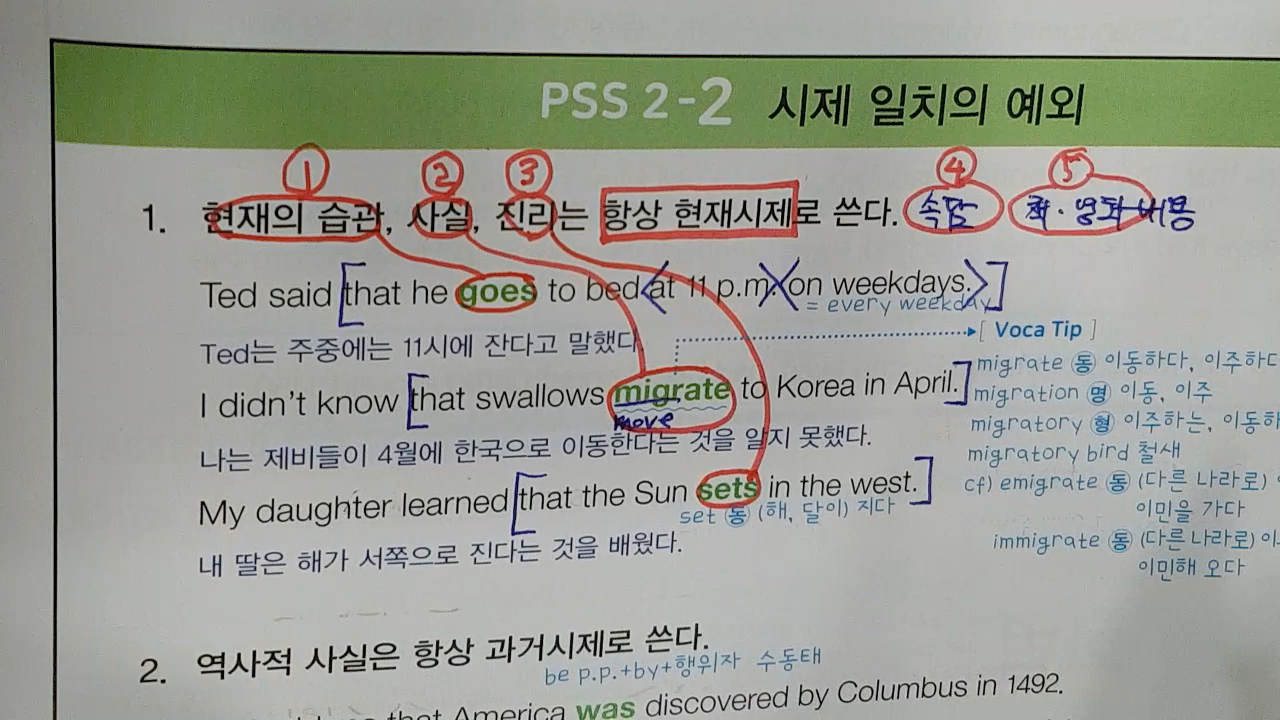 PSS 2-2 시제 일치의 예외
① ② ③ ④ ⑤
1. 현재의 습관, 사실, 진리는 항상 현재시제로 쓴다. 속담 책·영화 내용
Ted said [that he goes to bed <at 11 p.m.> <on weekdays.>]
= every weekday
Ted는 주중에는 11시에 잔다고 말했다
[ Voca Tip ]
I didn't know [that swallows migrate to Korea in April.]
move
나는 제비들이 4월에 한국으로 이동한다는 것을 알지 못했다.
My daughter learned [that the Sun sets in the west.]
set 동 (해, 달이) 지다
내 딸은 해가 서쪽으로 진다는 것을 배웠다.
migrate 동 이동하다, 이주하다
migration 명 이동, 이주
migratory 형 이주하는, 이동하
migratory bird 철새
cf) emigrate 동 (다른 나라로)
이민을 가다
immigrate 동 (다른 나라로) 이
이민해 오다
2. 역사적 사실은 항상 과거시제로 쓴다.
be p.p.+by+행위자 수동태
that America was discovered by Columbus in 1492.